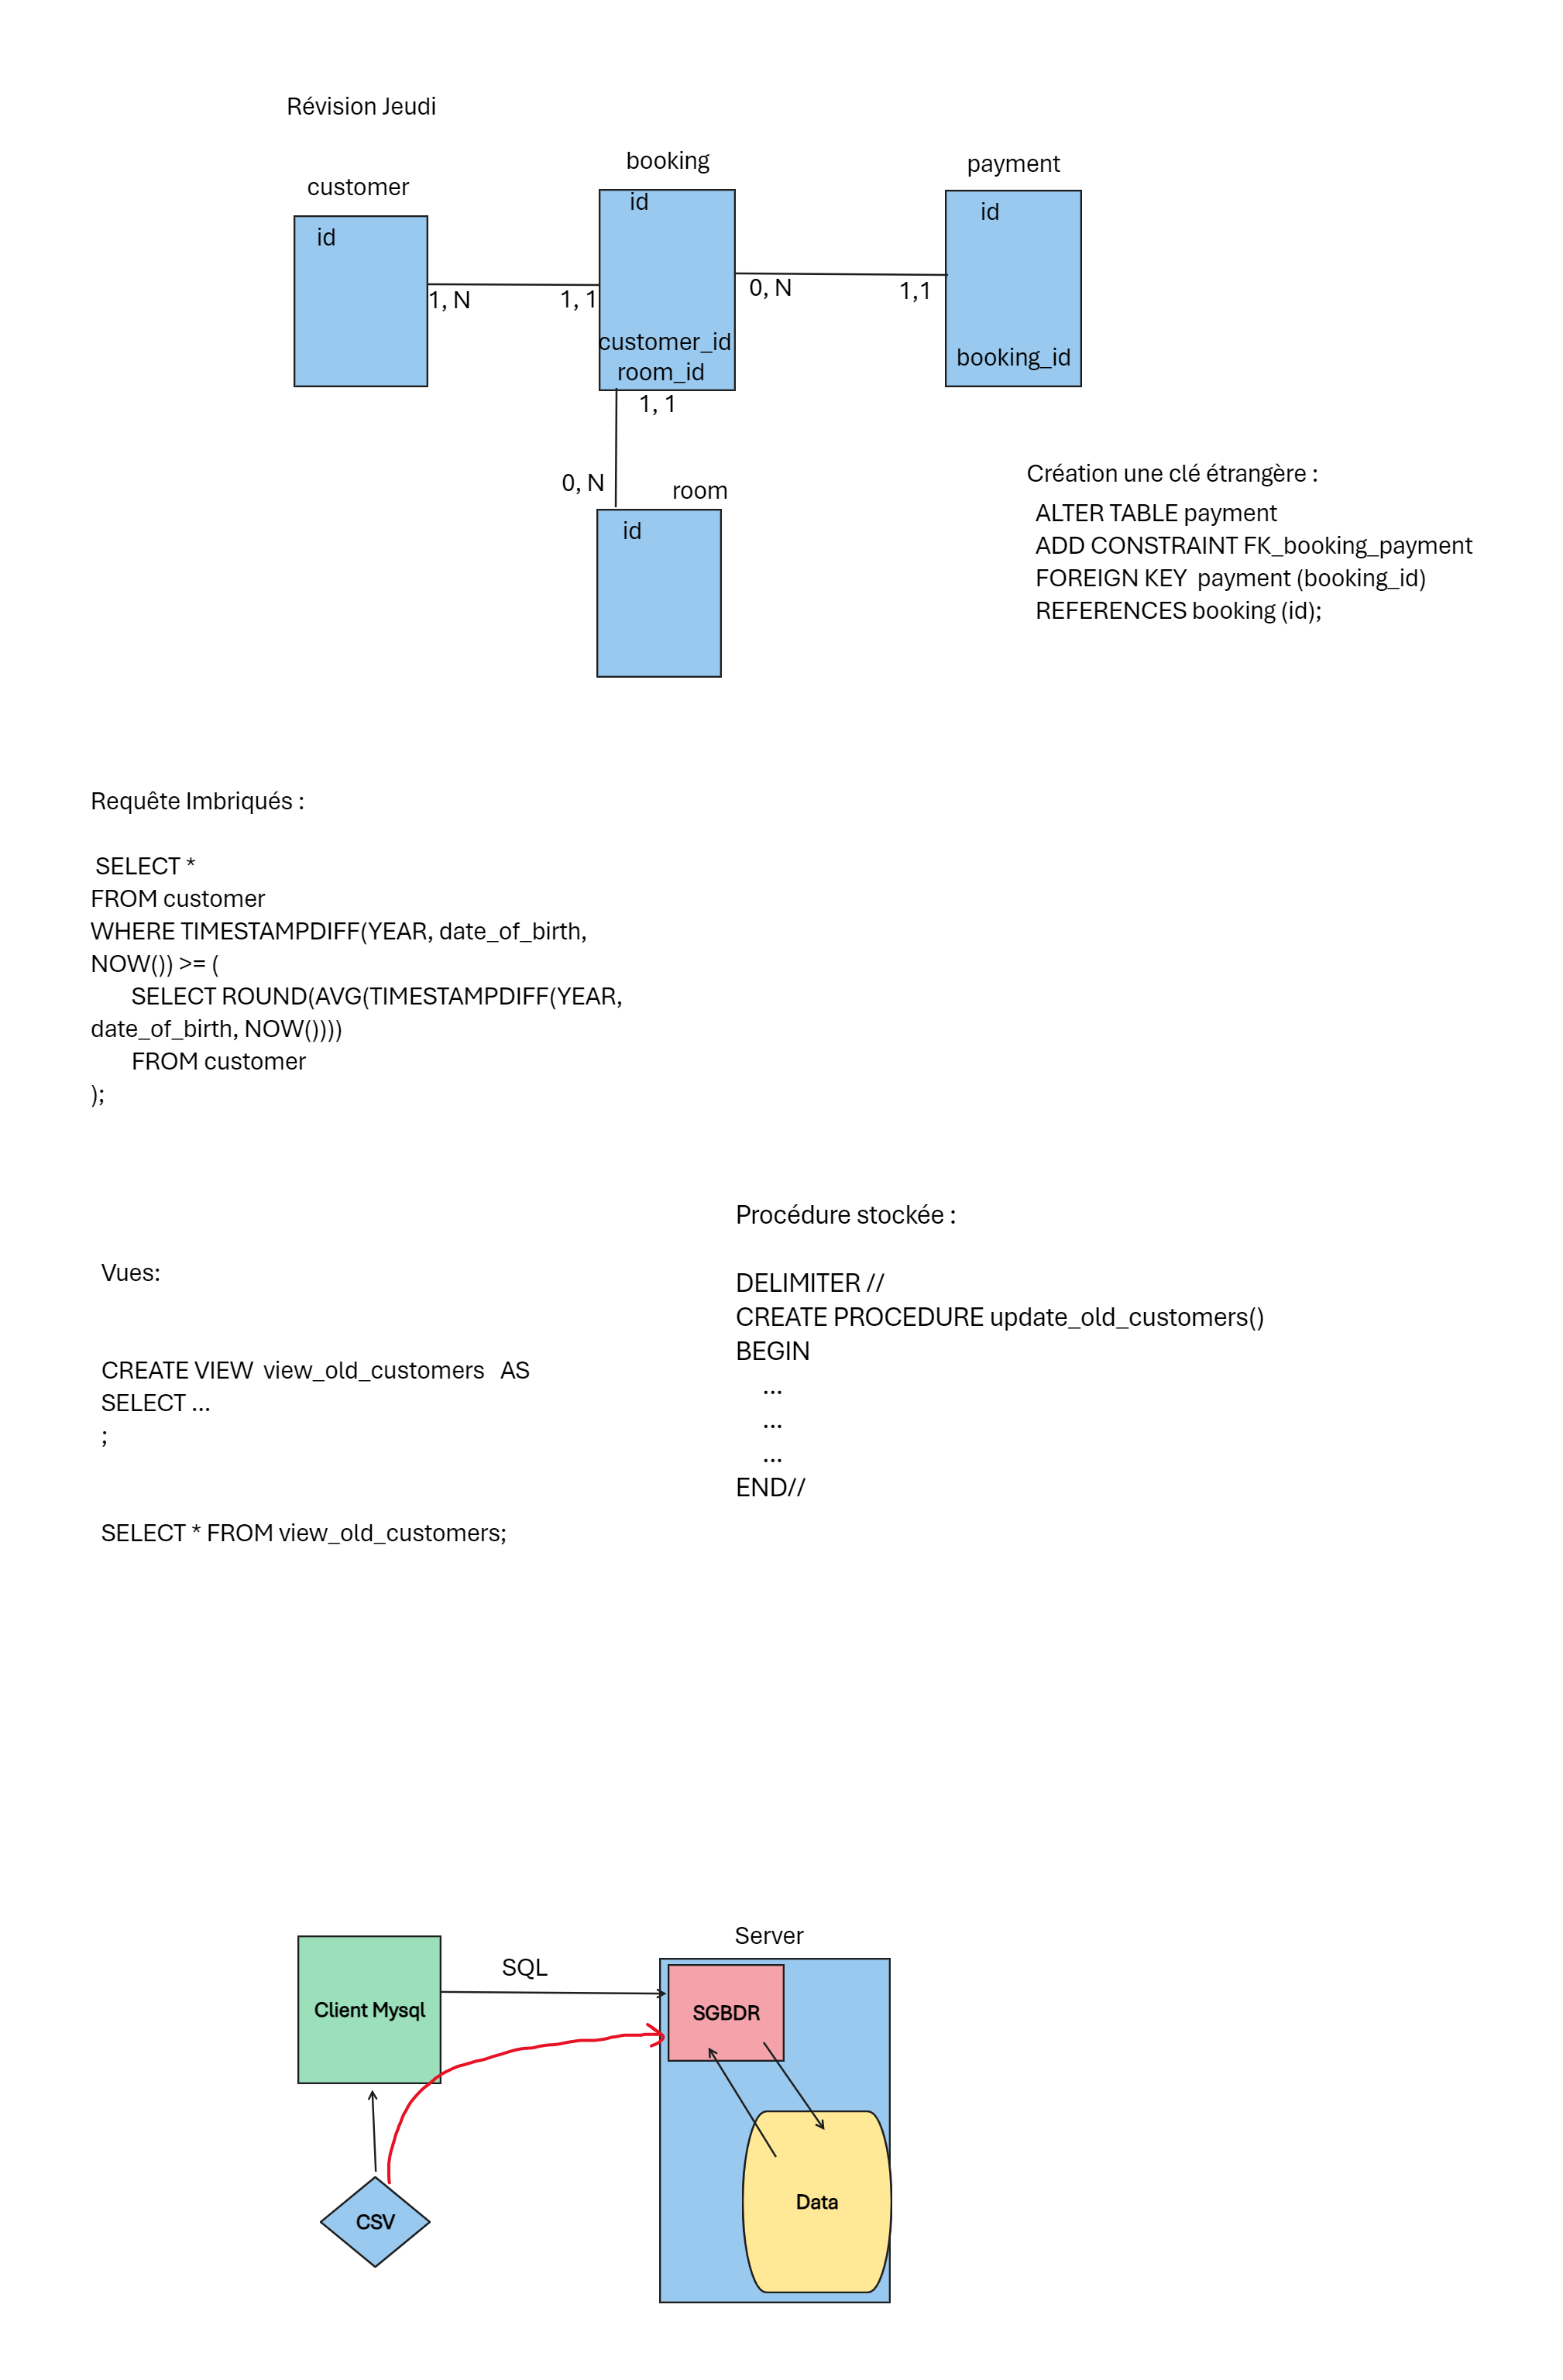 Révision Jeudi
customer
booking
payment
id
id
id
1, N
1, 1
0, N
1,1
customer_id
room_id
booking_id
1, 1
0, N
room
id
Création une clé étrangère :
ALTER TABLE payment
ADD CONSTRAINT FK_booking_payment
FOREIGN KEY  payment (booking_id)
REFERENCES booking (id);
Requête Imbriqués :
SELECT *
FROM customer
WHERE TIMESTAMPDIFF(YEAR, date_of_birth,
NOW()) >= (
SELECT ROUND(AVG(TIMESTAMPDIFF(YEAR,
date_of_birth, NOW())))
FROM customer
);
Vues:
CREATE VIEW  view_old_customers   AS
SELECT ...
;
SELECT * FROM view_old_customers;
Procédure stockée :
DELIMITER //
CREATE PROCEDURE update_old_customers()
BEGIN
...
...
...
END//
Server
SQL
Client Mysql
SGBDR
Data
CSV